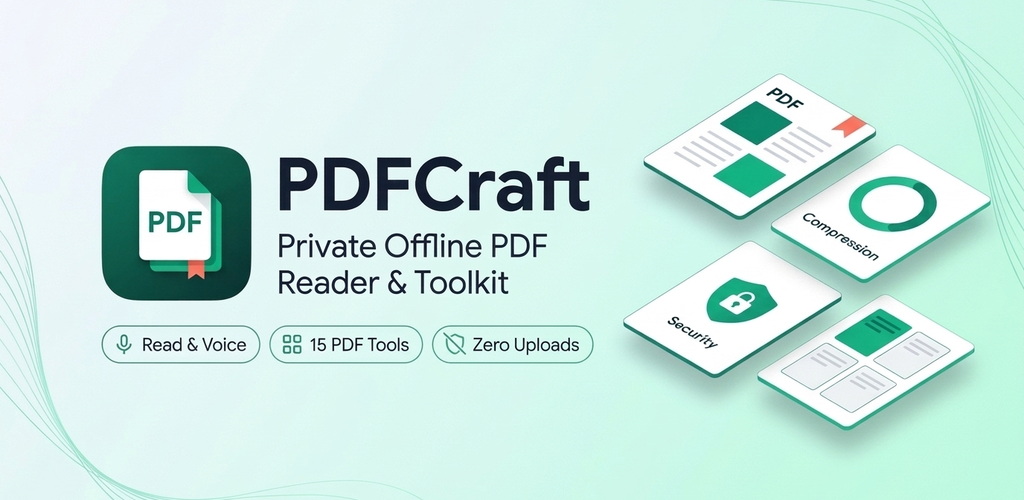 PDF
PDFCraft
Private Offline PDF
Reader & Toolkit
Read & Voice
15 PDF Tools
Zero Uploads
PDF
Compression
Security